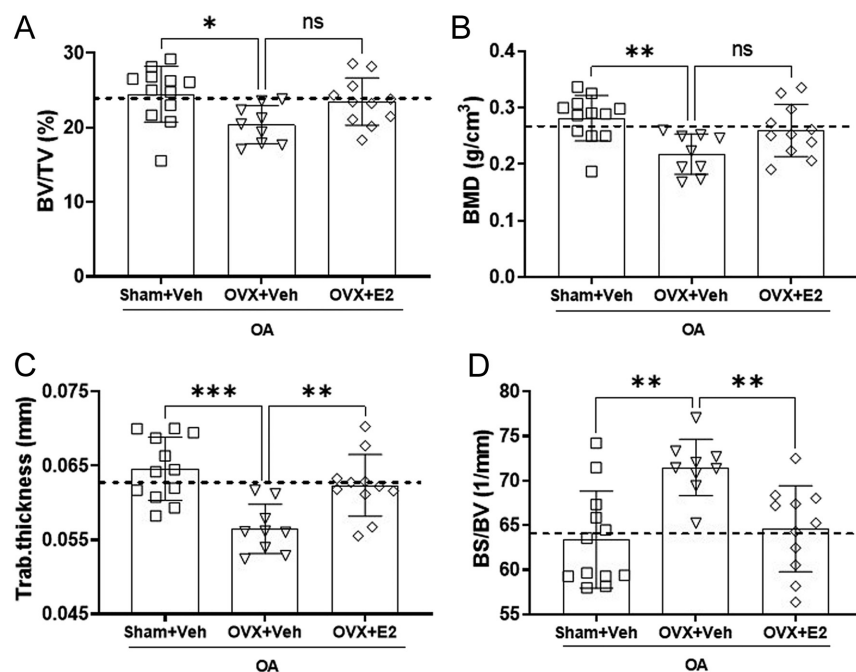 A
BV/TV (%)
30
20
10
0
* ns
Sham+Veh OVX+Veh OVX+E2
OA
B
BMD (g/cm³)
0.4
0.3
0.2
0.1
0.0
** ns
Sham+Veh OVX+Veh OVX+E2
OA
C
Trab.thickness (mm)
0.075
0.065
0.055
0.045
*** **
Sham+Veh OVX+Veh OVX+E2
OA
D
BS/BV (1/mm)
80
75
70
65
60
55
** **
Sham+Veh OVX+Veh OVX+E2
OA